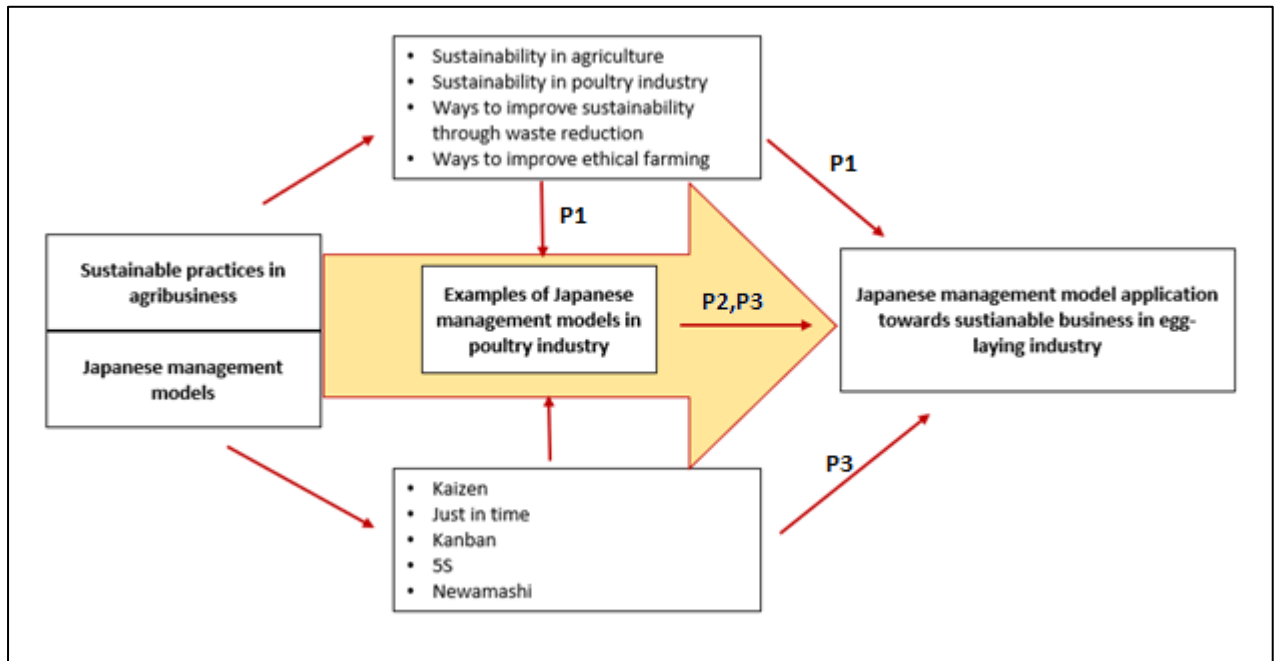 • Sustainability in agriculture
• Sustainability in poultry industry
• Ways to improve sustainability
through waste reduction
• Ways to improve ethical farming
P1
P1
Sustainable practices in
agribusiness
Japanese management
models
Examples of Japanese
management models in
poultry industry
P2,P3
Japanese management model application
towards sustianable business in egg-
laying industry
P3
• Kaizen
• Just in time
• Kanban
• 5S
• Newamashi